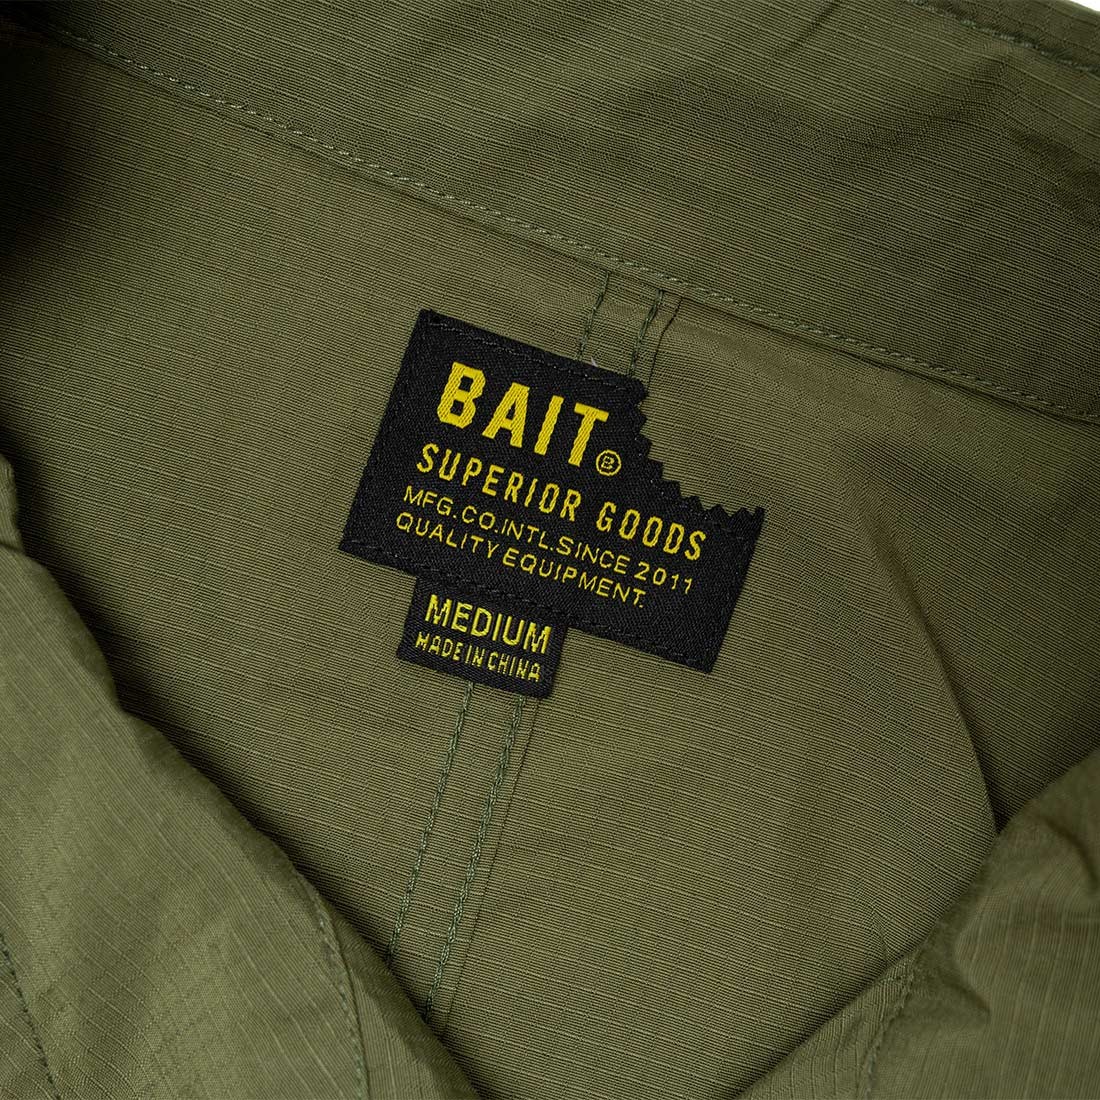 BAIT®
SUPERIOR GOODS
MFG.CO.INTL.SINCE 2011
QUALITY EQUIPMENT.
MEDIUM
MADE IN CHINA